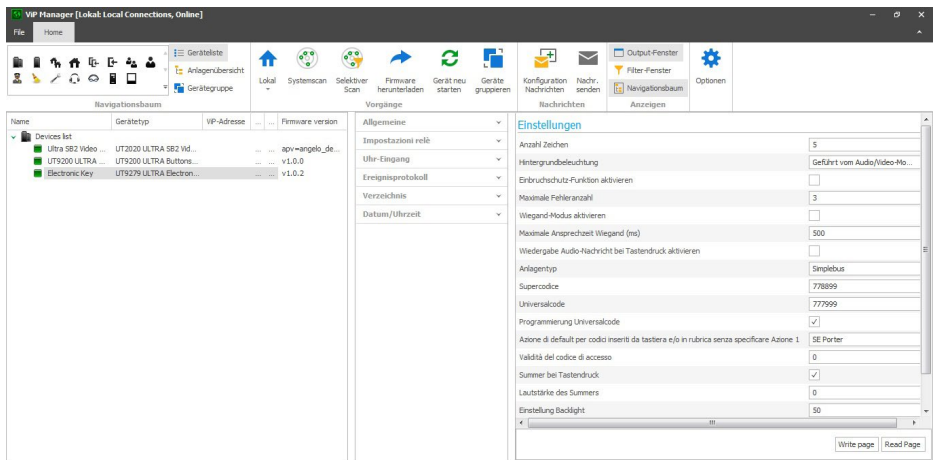 ViP Manager [Lokal: Local Connections, Online]
File Home
Geräteliste
Anlagenübersicht
Gerätegruppe
Navigationsbaum
Lokal
Systemscan
Selektiver Scan
Firmware herunterladen
Gerät neu starten
Geräte gruppieren
Vorgänge
Konfiguration Nachrichten
Nachr. senden
Nachrichten
Output-Fenster
Filter-Fenster
Navigationsbaum
Anzeigen
Optionen
Name Gerätetyp ViP-Adresse ... ... Firmware version
Devices list
Ultra SB2 Video ... UT2020 ULTRA SB2 Vid... ... ... apv=angelo_de...
UT9200 ULTRA ... UT9200 ULTRA Buttons... ... ... v1.0.0
Electronic Key UT9279 ULTRA Electron... ... ... v1.0.2
Allgemeine
Impostazioni relè
Uhr-Eingang
Ereignisprotokoll
Verzeichnis
Datum/Uhrzeit
Einstellungen
Anzahl Zeichen 5
Hintergrundbeleuchtung Geführt vom Audio/Video-Mo...
Einbruchschutz-Funktion aktivieren
Maximale Fehleranzahl 3
Wiegand-Modus aktivieren
Maximale Ansprechzeit Wiegand (ms) 500
Wiedergabe Audio-Nachricht bei Tastendruck aktivieren
Anlagentyp Simplebus
Supercodice 778899
Universalcode 777999
Programmierung Universalcode
Azione di default per codici inseriti da tastiera e/o in rubrica senza specificare Azione 1 SE Porter
Validità del codice di accesso 0
Summer bei Tastendruck
Lautstärke des Summers 0
Einstellung Backlight 50
Write page Read Page